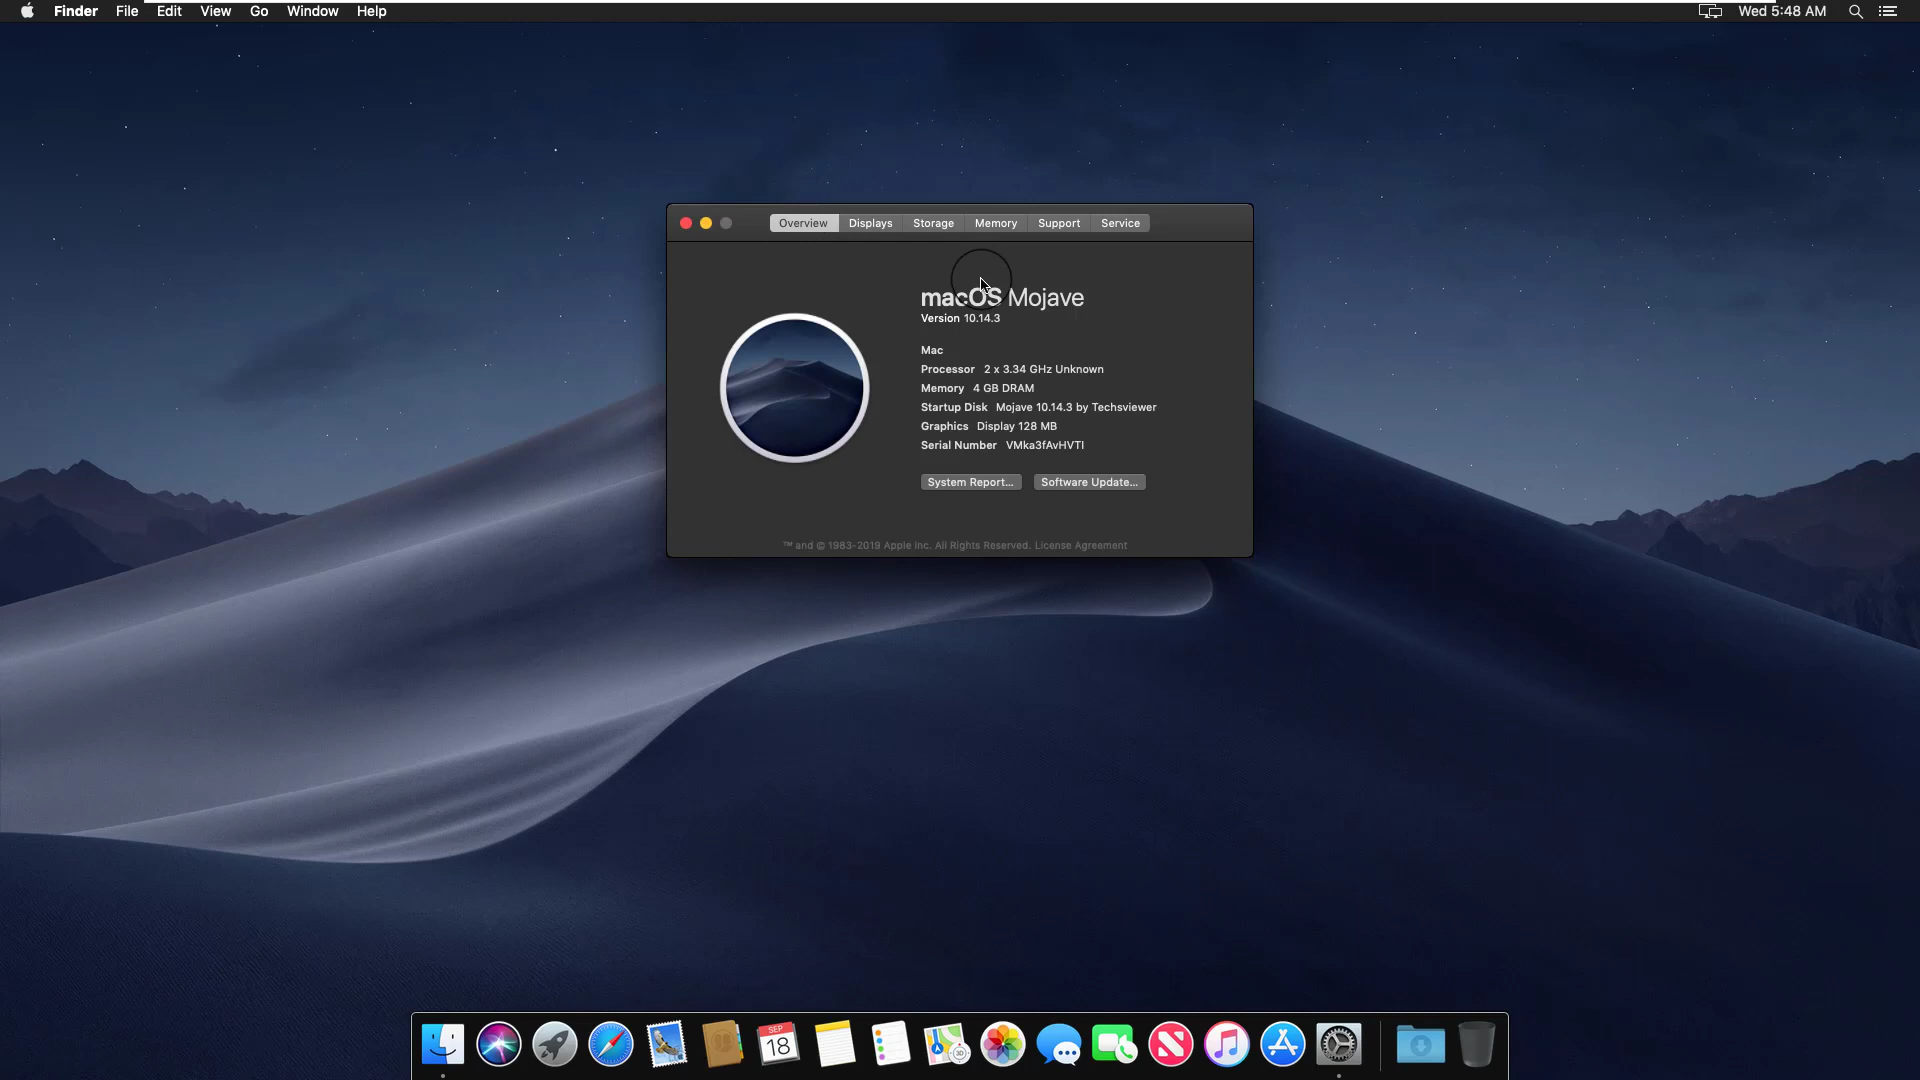 Finder File Edit View Go Window Help Wed 5:48 AM
Overview Displays Storage Memory Support Service
macOS Mojave
Version 10.14.3
Mac
Processor 2 x 3.34 GHz Unknown
Memory 4 GB DRAM
Startup Disk Mojave 10.14.3 by Techsviewer
Graphics Display 128 MB
Serial Number VMka3fAvHVTI
System Report... Software Update...
™ and © 1983-2019 Apple Inc. All Rights Reserved. License Agreement
SEP
18
3D